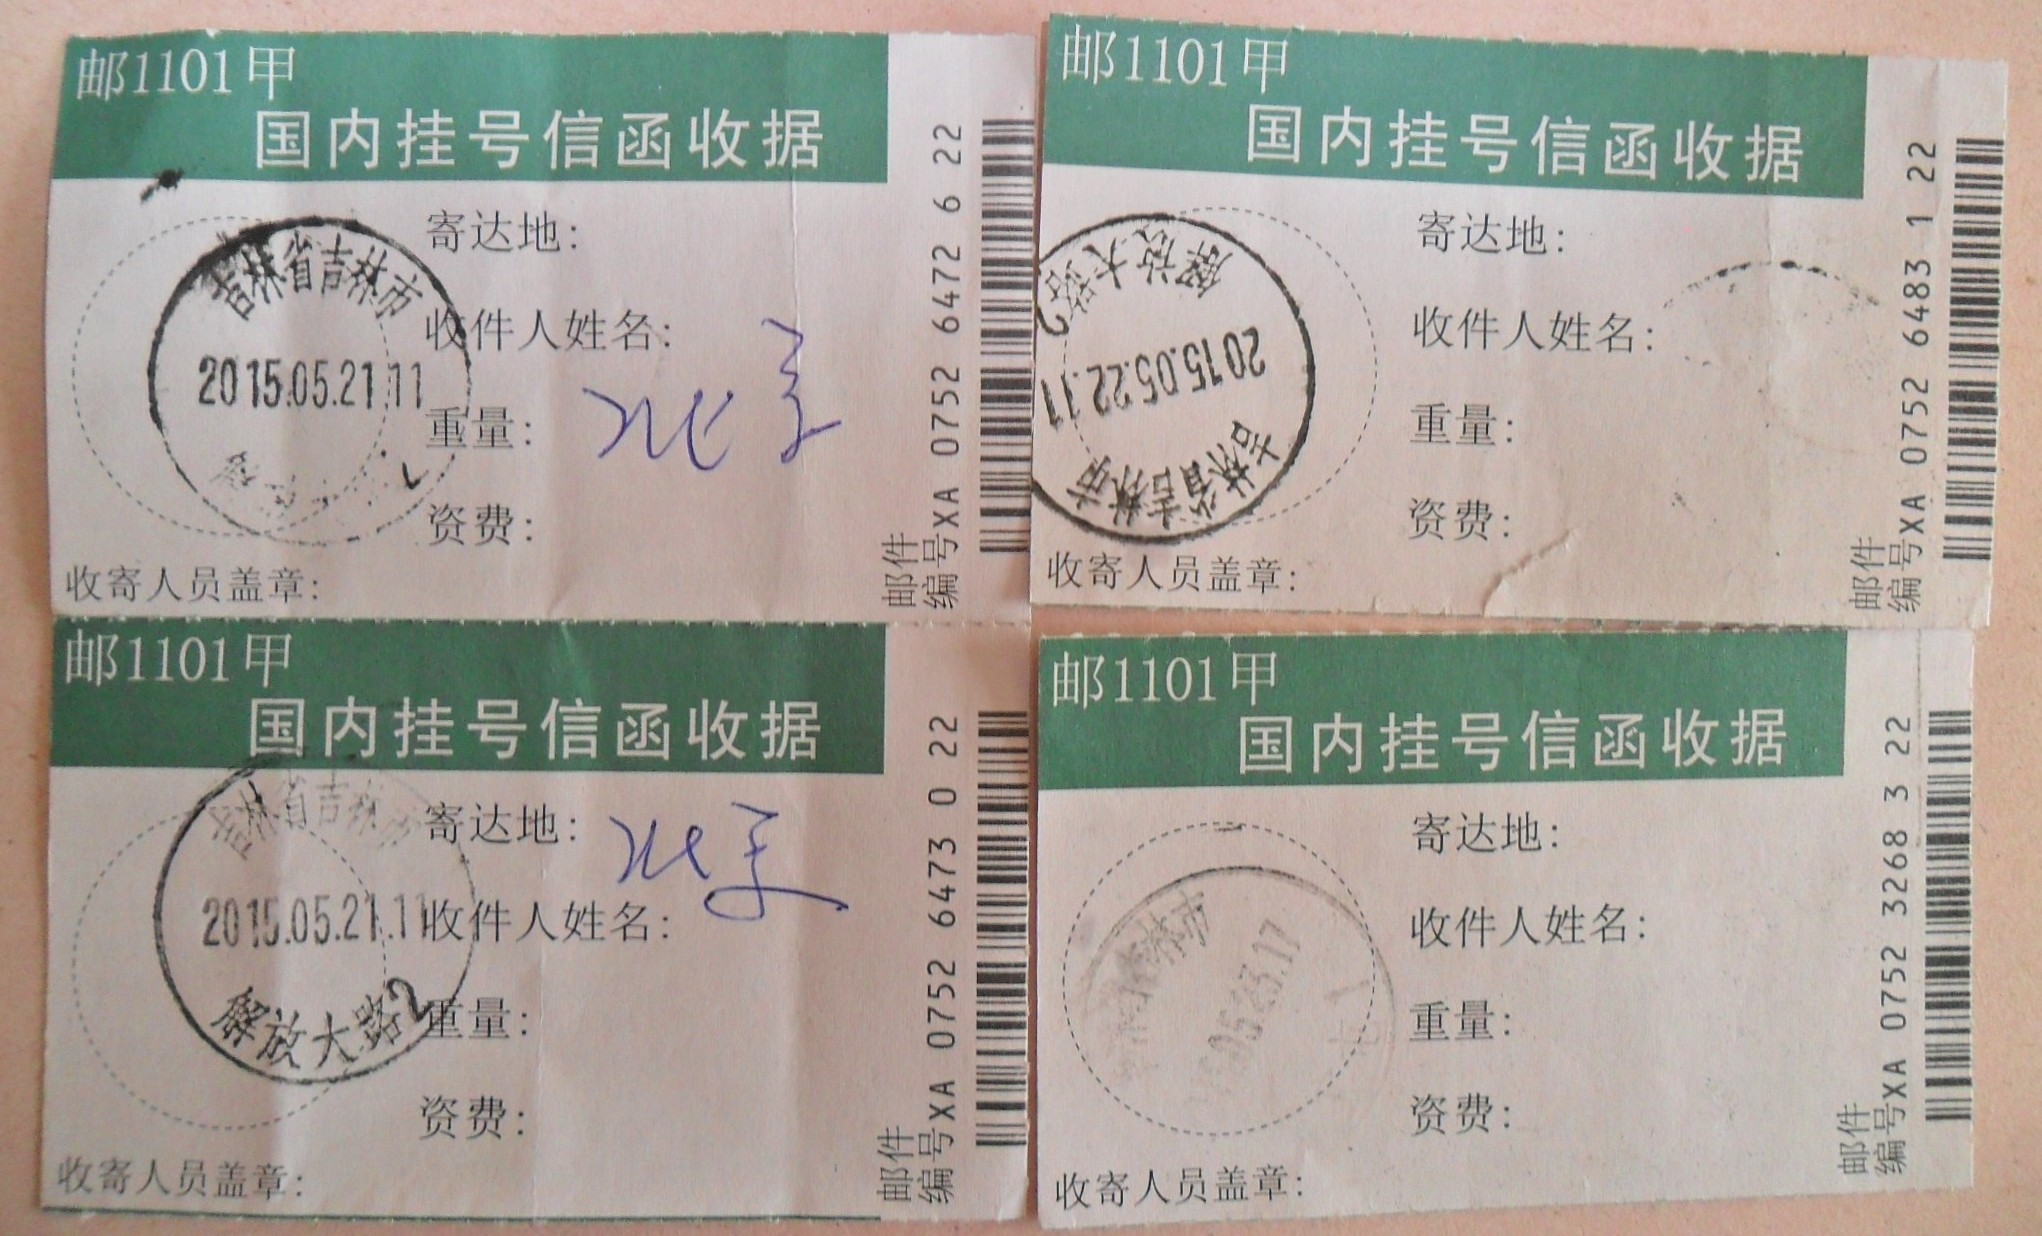 邮1101甲
国内挂号信函收据
吉林省吉林市
2015.05.21.11
寄达地:
收件人姓名:
重量:
北京
资费:
收寄人员盖章:
邮件
编号XA 0752 6472 6 22
邮1101甲
国内挂号信函收据
解放大路2
2015.05.22.11
吉林省吉林市
寄达地:
收件人姓名:
重量:
资费:
收寄人员盖章:
邮件
编号XA 0752 6483 1 22
邮1101甲
国内挂号信函收据
吉林省吉林市
2015.05.21.11
解放大路2
寄达地: 北京
收件人姓名:
重量:
资费:
收寄人员盖章:
邮件
编号XA 0752 6473 0 22
邮1101甲
国内挂号信函收据
05.23.17
寄达地:
收件人姓名:
重量:
资费:
收寄人员盖章:
邮件
编号XA 0752 3268 3 22